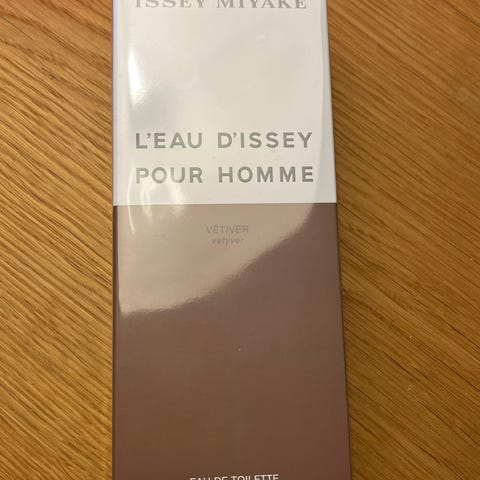 ISSEY MIYAKE
L'EAU D'ISSEY
POUR HOMME
VÉTIVER
vetyver
EAU DE TOILETTE